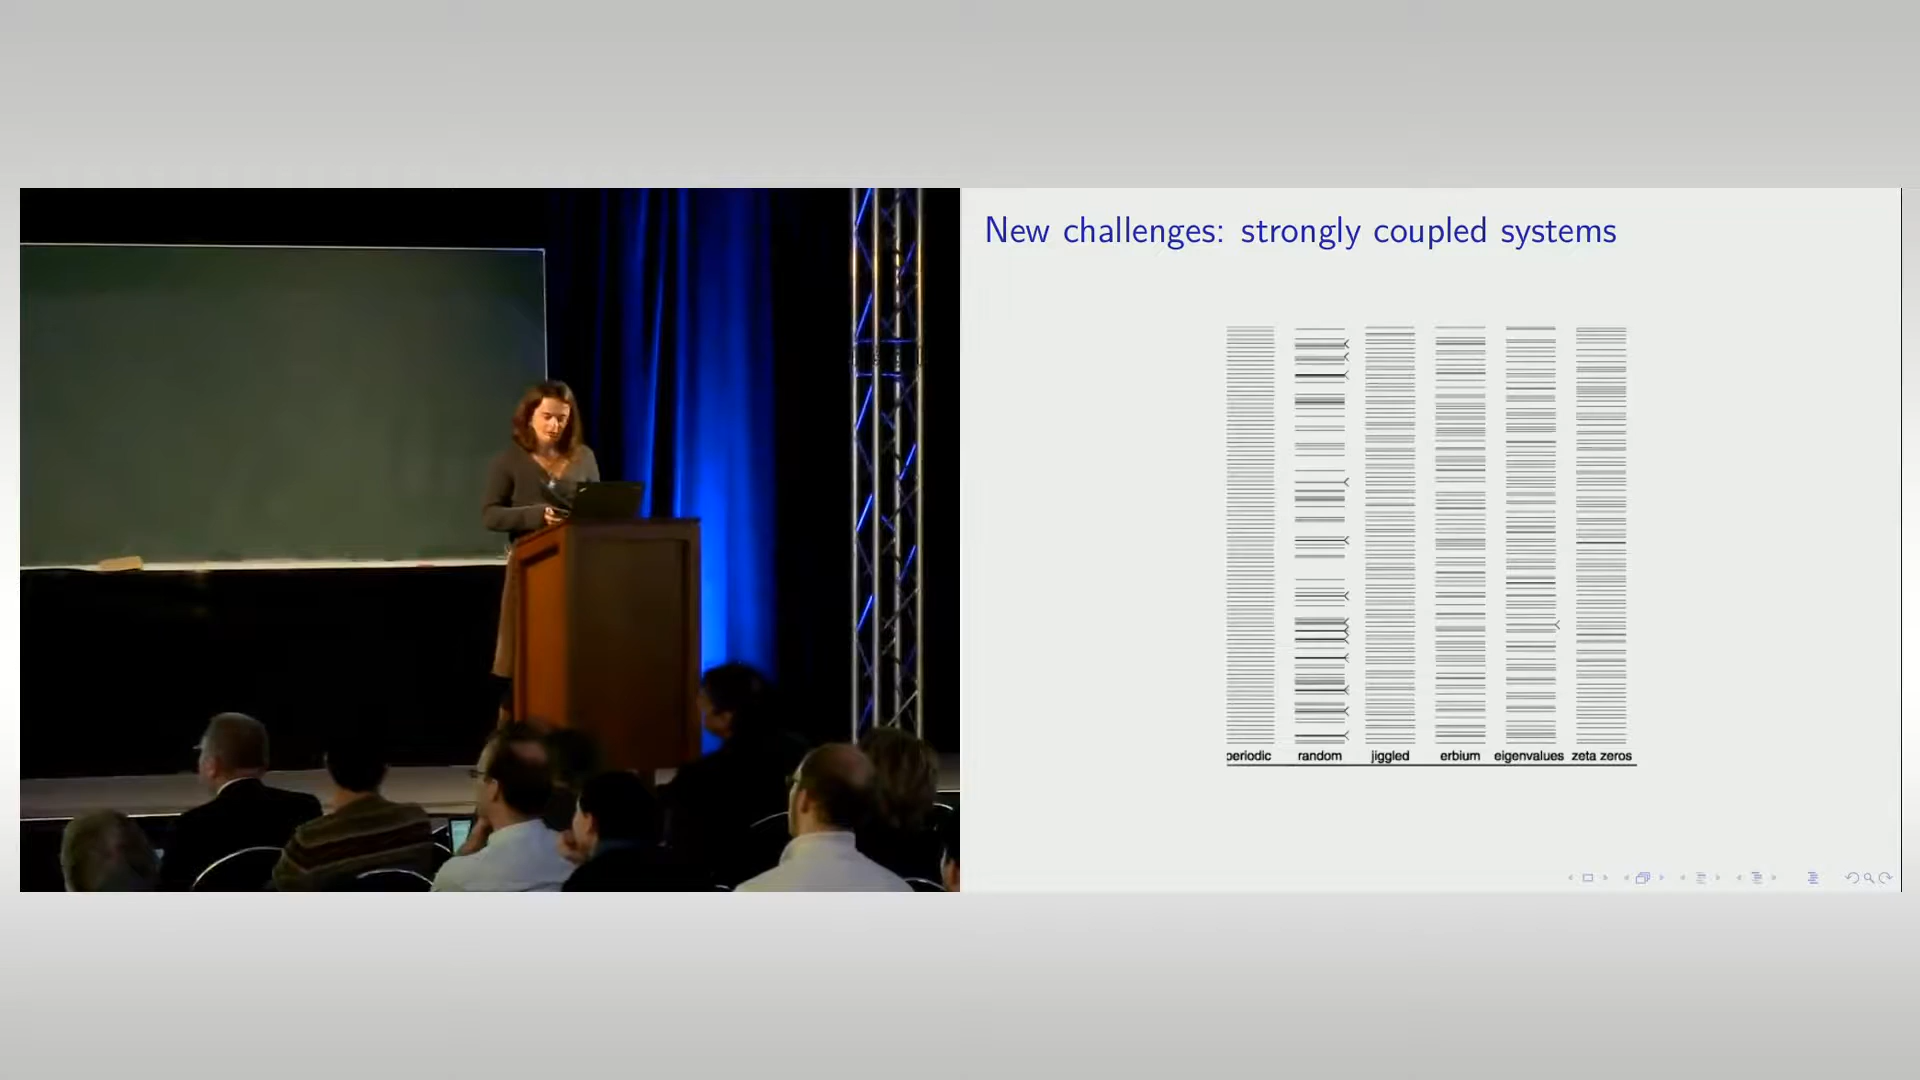 New challenges: strongly coupled systems
periodic random jiggled erbium eigenvalues zeta zeros